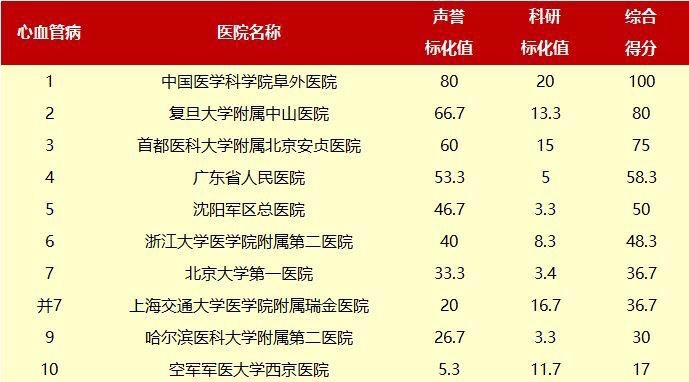 心血管病 医院名称 声誉标化值 科研标化值 综合得分
1 中国医学科学院阜外医院 80 20 100
2 复旦大学附属中山医院 66.7 13.3 80
3 首都医科大学附属北京安贞医院 60 15 75
4 广东省人民医院 53.3 5 58.3
5 沈阳军区总医院 46.7 3.3 50
6 浙江大学医学院附属第二医院 40 8.3 48.3
7 北京大学第一医院 33.3 3.4 36.7
并7 上海交通大学医学院附属瑞金医院 20 16.7 36.7
9 哈尔滨医科大学附属第二医院 26.7 3.3 30
10 空军军医大学西京医院 5.3 11.7 17